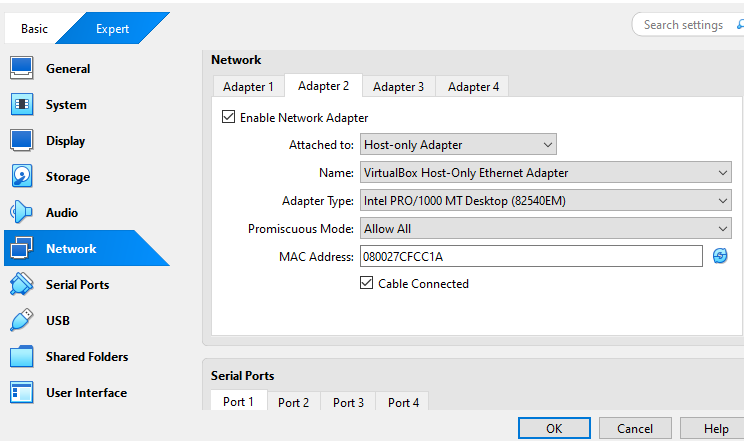 Basic Expert Search settings
General
System
Display
Storage
Audio
Network
Serial Ports
USB
Shared Folders
User Interface
Network
Adapter 1 Adapter 2 Adapter 3 Adapter 4
Enable Network Adapter
Attached to: Host-only Adapter
Name: VirtualBox Host-Only Ethernet Adapter
Adapter Type: Intel PRO/1000 MT Desktop (82540EM)
Promiscuous Mode: Allow All
MAC Address: 080027CFCC1A
Cable Connected
Serial Ports
Port 1 Port 2 Port 3 Port 4
OK Cancel Help